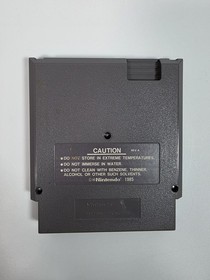 CAUTION
●DO NOT STORE IN EXTREME TEMPERATURES.
●DO NOT IMMERSE IN WATER.
●DO NOT CLEAN WITH BENZENE, THINNER,
ALCOHOL OR OTHER SUCH SOLVENTS.
©Nintendo 1985